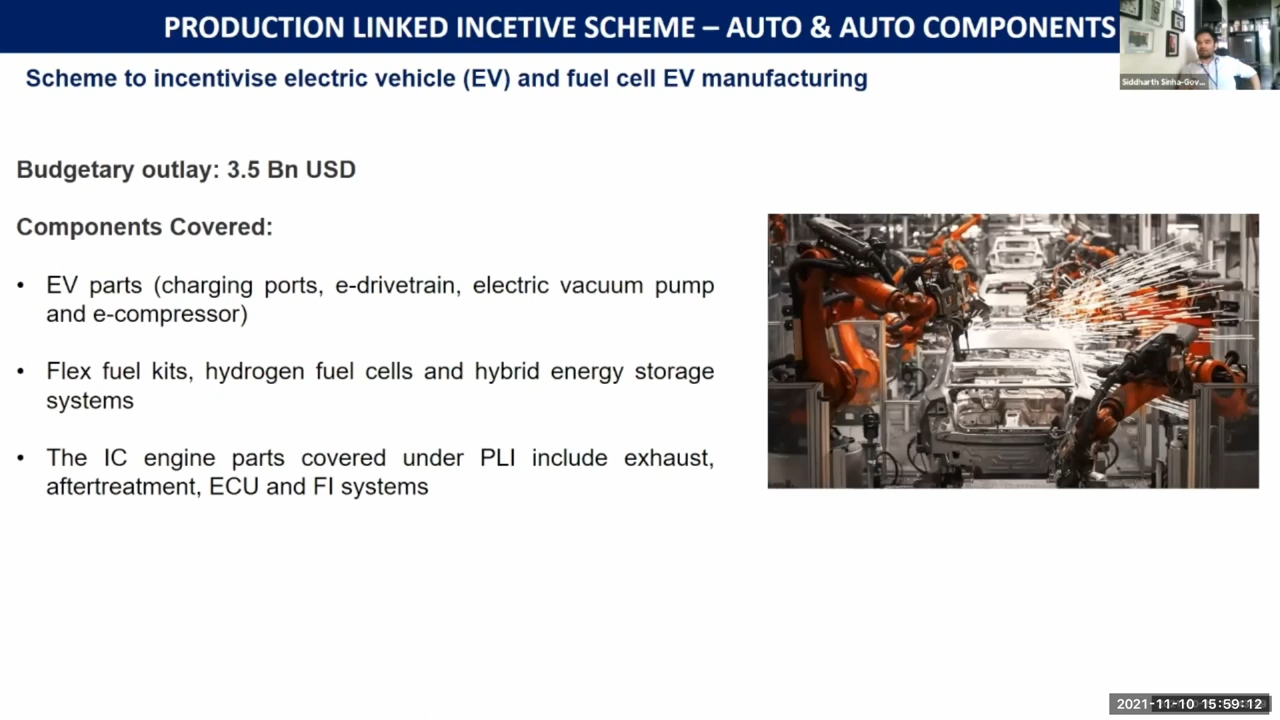 PRODUCTION LINKED INCETIVE SCHEME – AUTO & AUTO COMPONENTS
Siddharth Sinha-Gov...
Scheme to incentivise electric vehicle (EV) and fuel cell EV manufacturing
Budgetary outlay: 3.5 Bn USD
Components Covered:
• EV parts (charging ports, e-drivetrain, electric vacuum pump
and e-compressor)
• Flex fuel kits, hydrogen fuel cells and hybrid energy storage
systems
• The IC engine parts covered under PLI include exhaust,
aftertreatment, ECU and FI systems
2021-11-10 15:59:12